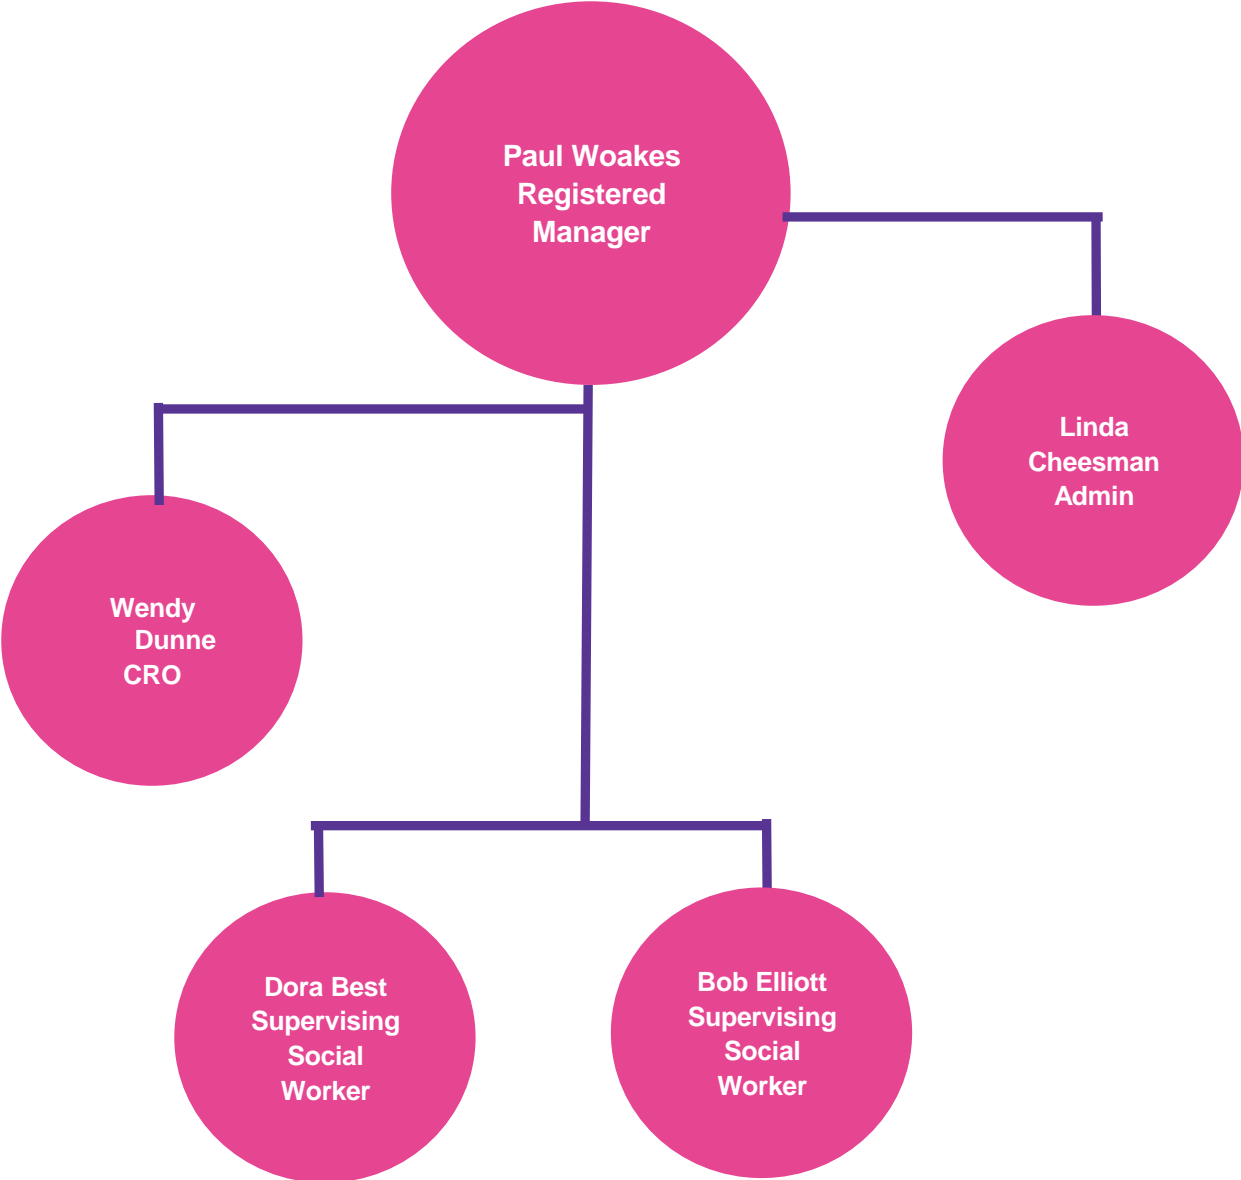 Paul Woakes
Registered
Manager
Linda
Cheesman
Admin
Wendy
Dunne
CRO
Dora Best
Supervising
Social
Worker
Bob Elliott
Supervising
Social
Worker